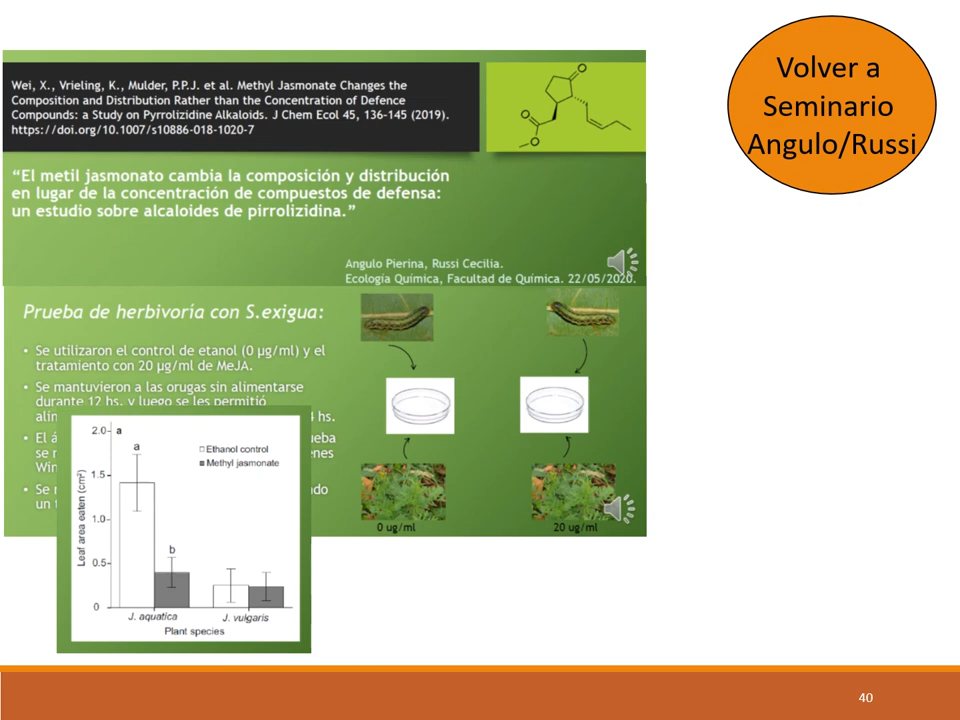 Wei, X., Vrieling, K., Mulder, P.P.J. et al. Methyl Jasmonate Changes the
Composition and Distribution Rather than the Concentration of Defence
Compounds: a Study on Pyrrolizidine Alkaloids. J Chem Ecol 45, 136-145 (2019).
https://doi.org/10.1007/s10886-018-1020-7
O
O
O
Volver a
Seminario
Angulo/Russi
“El metil jasmonato cambia la composición y distribución
en lugar de la concentración de compuestos de defensa:
un estudio sobre alcaloides de pirrolizidina.”
Angulo Pierina, Russi Cecilia.
Ecología Química, Facultad de Química. 22/05/2020.
Prueba de herbivoría con S.exigua:
• Se utilizaron el control de etanol (0 µg/ml) y el
tratamiento con 20 µg/ml de MeJA.
• Se mantuvieron a las orugas sin alimentarse
durante 12 hs. y luego se les permitió
4 hs.
• El
se
Win
• Se
un
0 ug/ml
20 ug/ml
a
Ethanol control
Methyl jasmonate
Leaf area eaten (cm²)
2.0
1.5
1.0
0.5
0
a
b
J. aquatica
J. vulgaris
Plant species
40